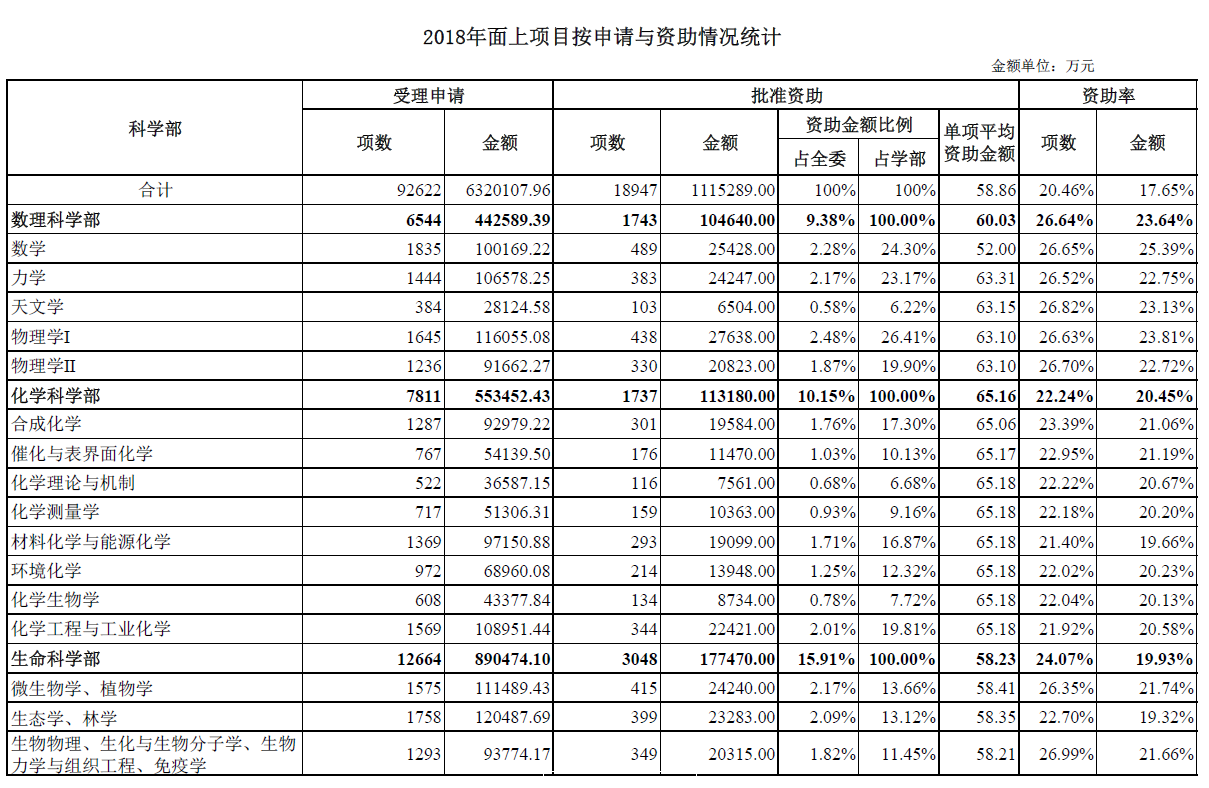 2018年面上项目按申请与资助情况统计
金额单位：万元
科学部 受理申请 批准资助 资助率
项数 金额 项数 金额 资助金额比例 单项平均资助金额 项数 金额
占全委 占学部
合计 92622 6320107.96 18947 1115289.00 100% 100% 58.86 20.46% 17.65%
数理科学部 6544 442589.39 1743 104640.00 9.38% 100.00% 60.03 26.64% 23.64%
数学 1835 100169.22 489 25428.00 2.28% 24.30% 52.00 26.65% 25.39%
力学 1444 106578.25 383 24247.00 2.17% 23.17% 63.31 26.52% 22.75%
天文学 384 28124.58 103 6504.00 0.58% 6.22% 63.15 26.82% 23.13%
物理学I 1645 116055.08 438 27638.00 2.48% 26.41% 63.10 26.63% 23.81%
物理学II 1236 91662.27 330 20823.00 1.87% 19.90% 63.10 26.70% 22.72%
化学科学部 7811 553452.43 1737 113180.00 10.15% 100.00% 65.16 22.24% 20.45%
合成化学 1287 92979.22 301 19584.00 1.76% 17.30% 65.06 23.39% 21.06%
催化与表界面化学 767 54139.50 176 11470.00 1.03% 10.13% 65.17 22.95% 21.19%
化学理论与机制 522 36587.15 116 7561.00 0.68% 6.68% 65.18 22.22% 20.67%
化学测量学 717 51306.31 159 10363.00 0.93% 9.16% 65.18 22.18% 20.20%
材料化学与能源化学 1369 97150.88 293 19099.00 1.71% 16.87% 65.18 21.40% 19.66%
环境化学 972 68960.08 214 13948.00 1.25% 12.32% 65.18 22.02% 20.23%
化学生物学 608 43377.84 134 8734.00 0.78% 7.72% 65.18 22.04% 20.13%
化学工程与工业化学 1569 108951.44 344 22421.00 2.01% 19.81% 65.18 21.92% 20.58%
生命科学部 12664 890474.10 3048 177470.00 15.91% 100.00% 58.23 24.07% 19.93%
微生物学、植物学 1575 111489.43 415 24240.00 2.17% 13.66% 58.41 26.35% 21.74%
生态学、林学 1758 120487.69 399 23283.00 2.09% 13.12% 58.35 22.70% 19.32%
生物物理、生化与生物分子学、生物
力学与组织工程、免疫学 1293 93774.17 349 20315.00 1.82% 11.45% 58.21 26.99% 21.66%